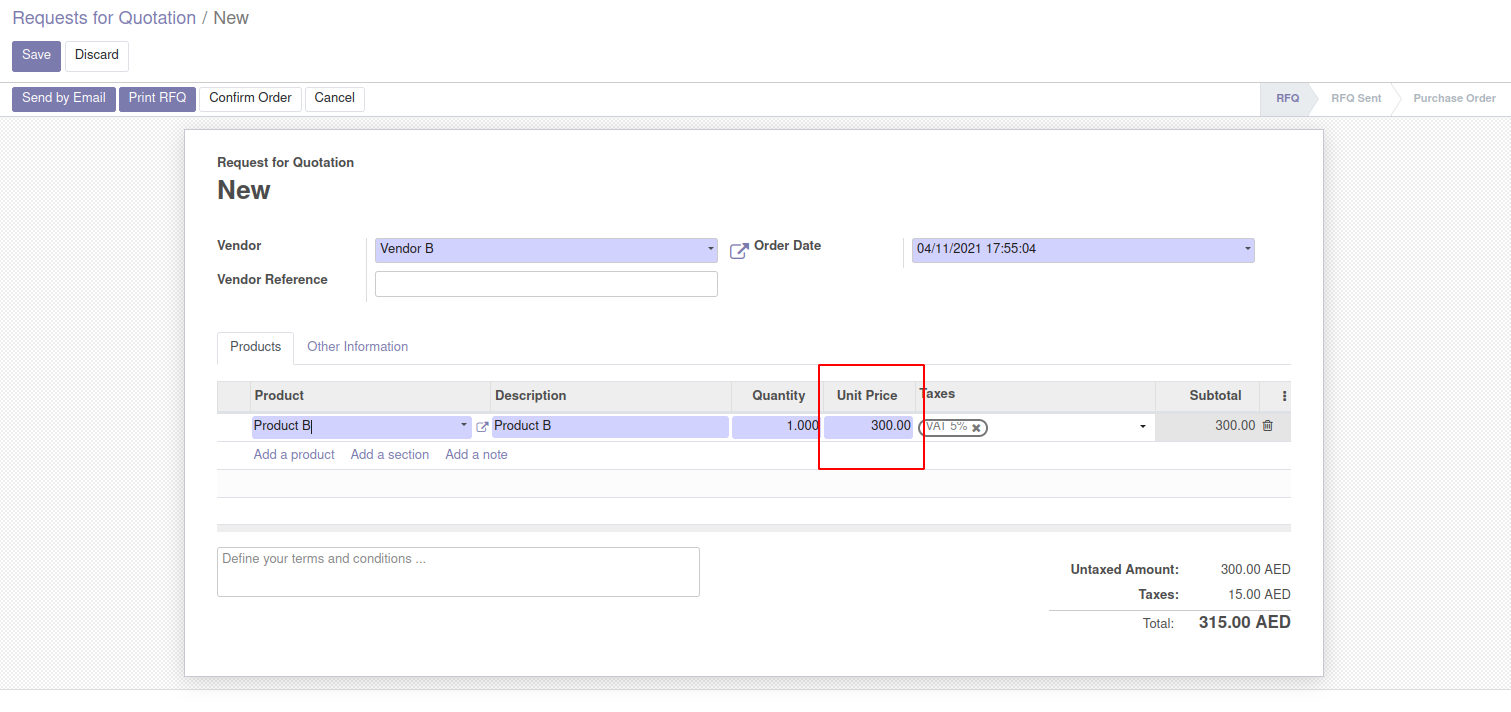 Requests for Quotation / New
Save Discard
Send by Email Print RFQ Confirm Order Cancel RFQ RFQ Sent Purchase Order
Request for Quotation
New
Vendor Vendor B Order Date 04/11/2021 17:55:04
Vendor Reference
Products Other Information
Product Description Quantity Unit Price Taxes Subtotal
Product B Product B 1.000 300.00 VAT 5% 300.00
Add a product Add a section Add a note
Define your terms and conditions ...
Untaxed Amount: 300.00 AED
Taxes: 15.00 AED
Total: 315.00 AED